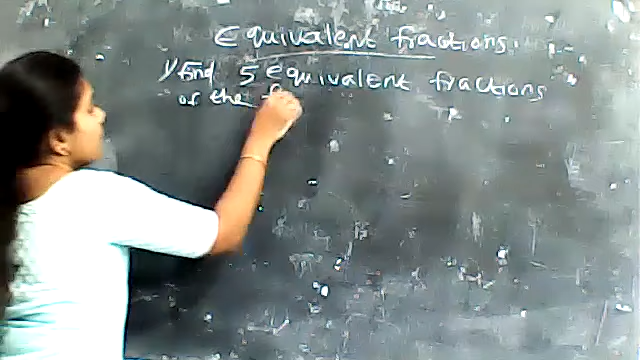 Equivalent fractions.
1) Find 5 equivalent fractions
of the f